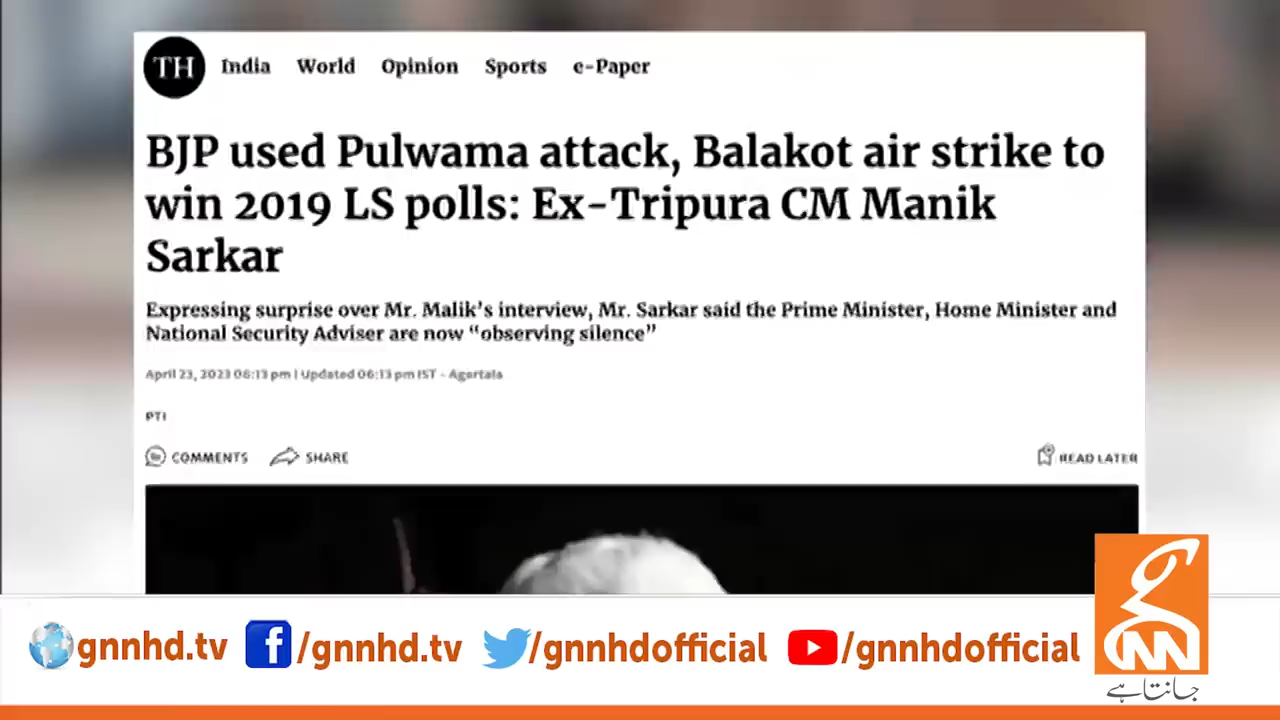 TH India World Opinion Sports e-Paper
BJP used Pulwama attack, Balakot air strike to
win 2019 LS polls: Ex-Tripura CM Manik
Sarkar
Expressing surprise over Mr. Malik's interview, Mr. Sarkar said the Prime Minister, Home Minister and
National Security Adviser are now “observing silence”
April 23, 2023 06:13 pm | Updated 06:13 pm IST - Agartala
PTI
COMMENTS SHARE READ LATER
gnnhd.tv /gnnhd.tv /gnnhdofficial /gnnhdofficial
GNN
جانتا ہے